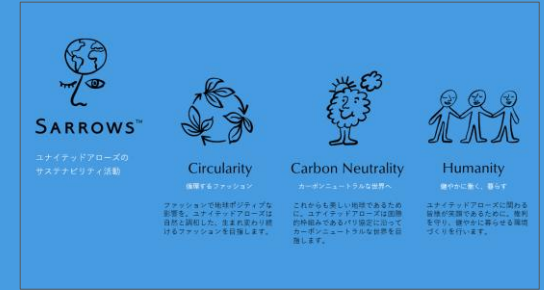 SARROWS™
ユナイテッドアローズの
サステナビリティ活動
Circularity
循環するファッション
ファッションで地球ポジティブな
影響を。ユナイテッドアローズは
自然と調和した、生まれ変わり続
けるファッションを目指します。
Carbon Neutrality
カーボンニュートラルな世界へ
これからも美しい地球であるため
に。ユナイテッドアローズは国際
的枠組みであるパリ協定に沿って
カーボンニュートラルな世界を目
指します。
Humanity
健やかに働く、暮らす
ユナイテッドアローズに関わる
皆様が笑顔であるために。権利
を守り、健やかに暮らせる環境
づくりを行います。